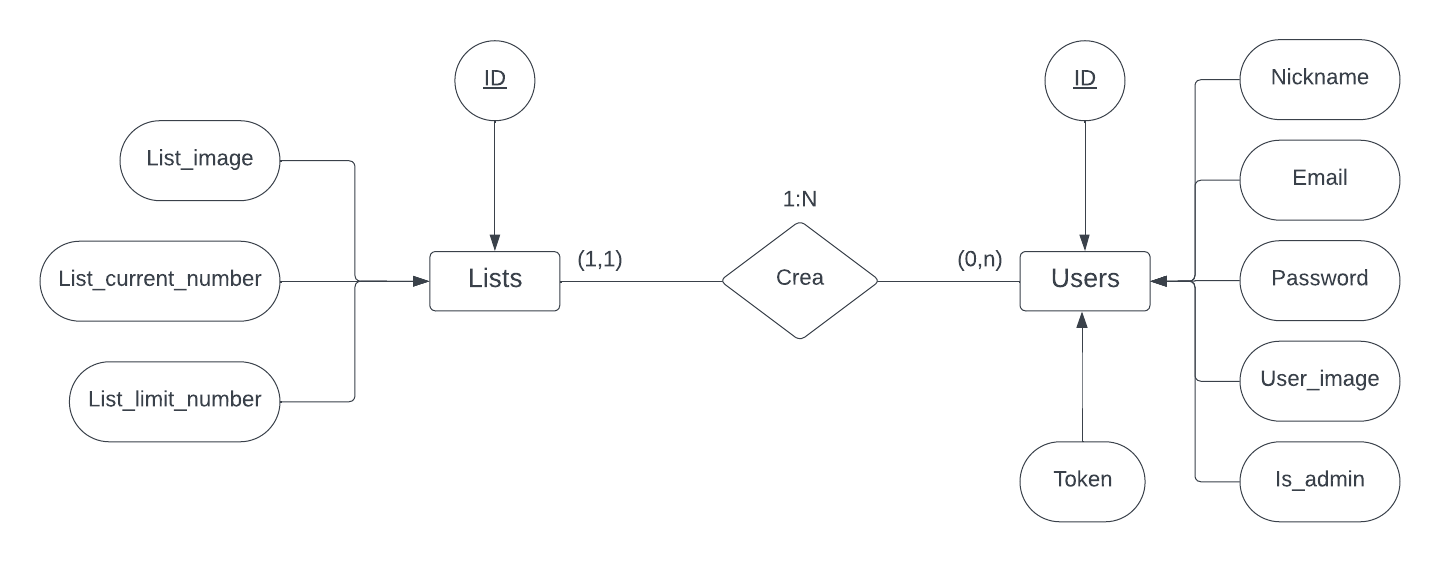 ID
ID
Nickname
List_image
Email
1:N
List_current_number
Lists
(1,1)
Crea
(0,n)
Users
Password
List_limit_number
User_image
Token
Is_admin